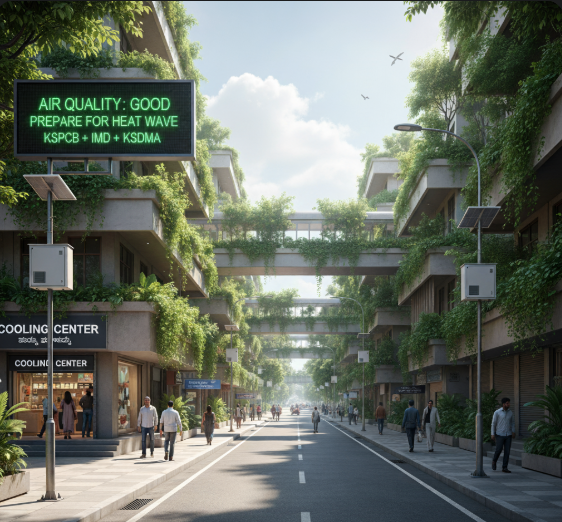 AIR QUALITY: GOOD
PREPARE FOR HEAT WAVE
KSPCB + IMD + KSDMA
COOLING CENTER
COOLING CENTER